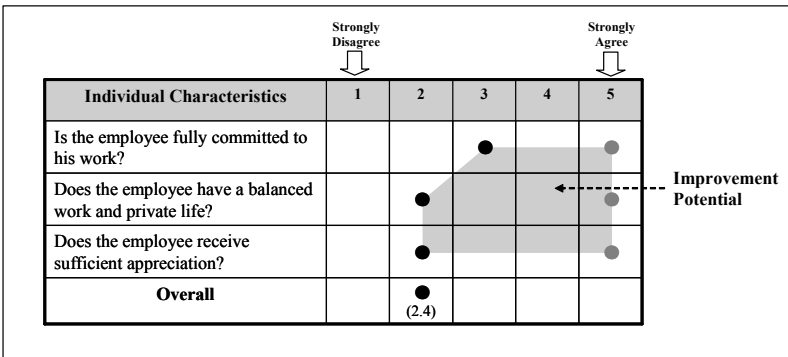 Strongly Disagree
Strongly Agree
Individual Characteristics 1 2 3 4 5
Is the employee fully committed to
his work?
Does the employee have a balanced
work and private life?
Does the employee receive
sufficient appreciation?
Improvement
Potential
Overall
(2.4)